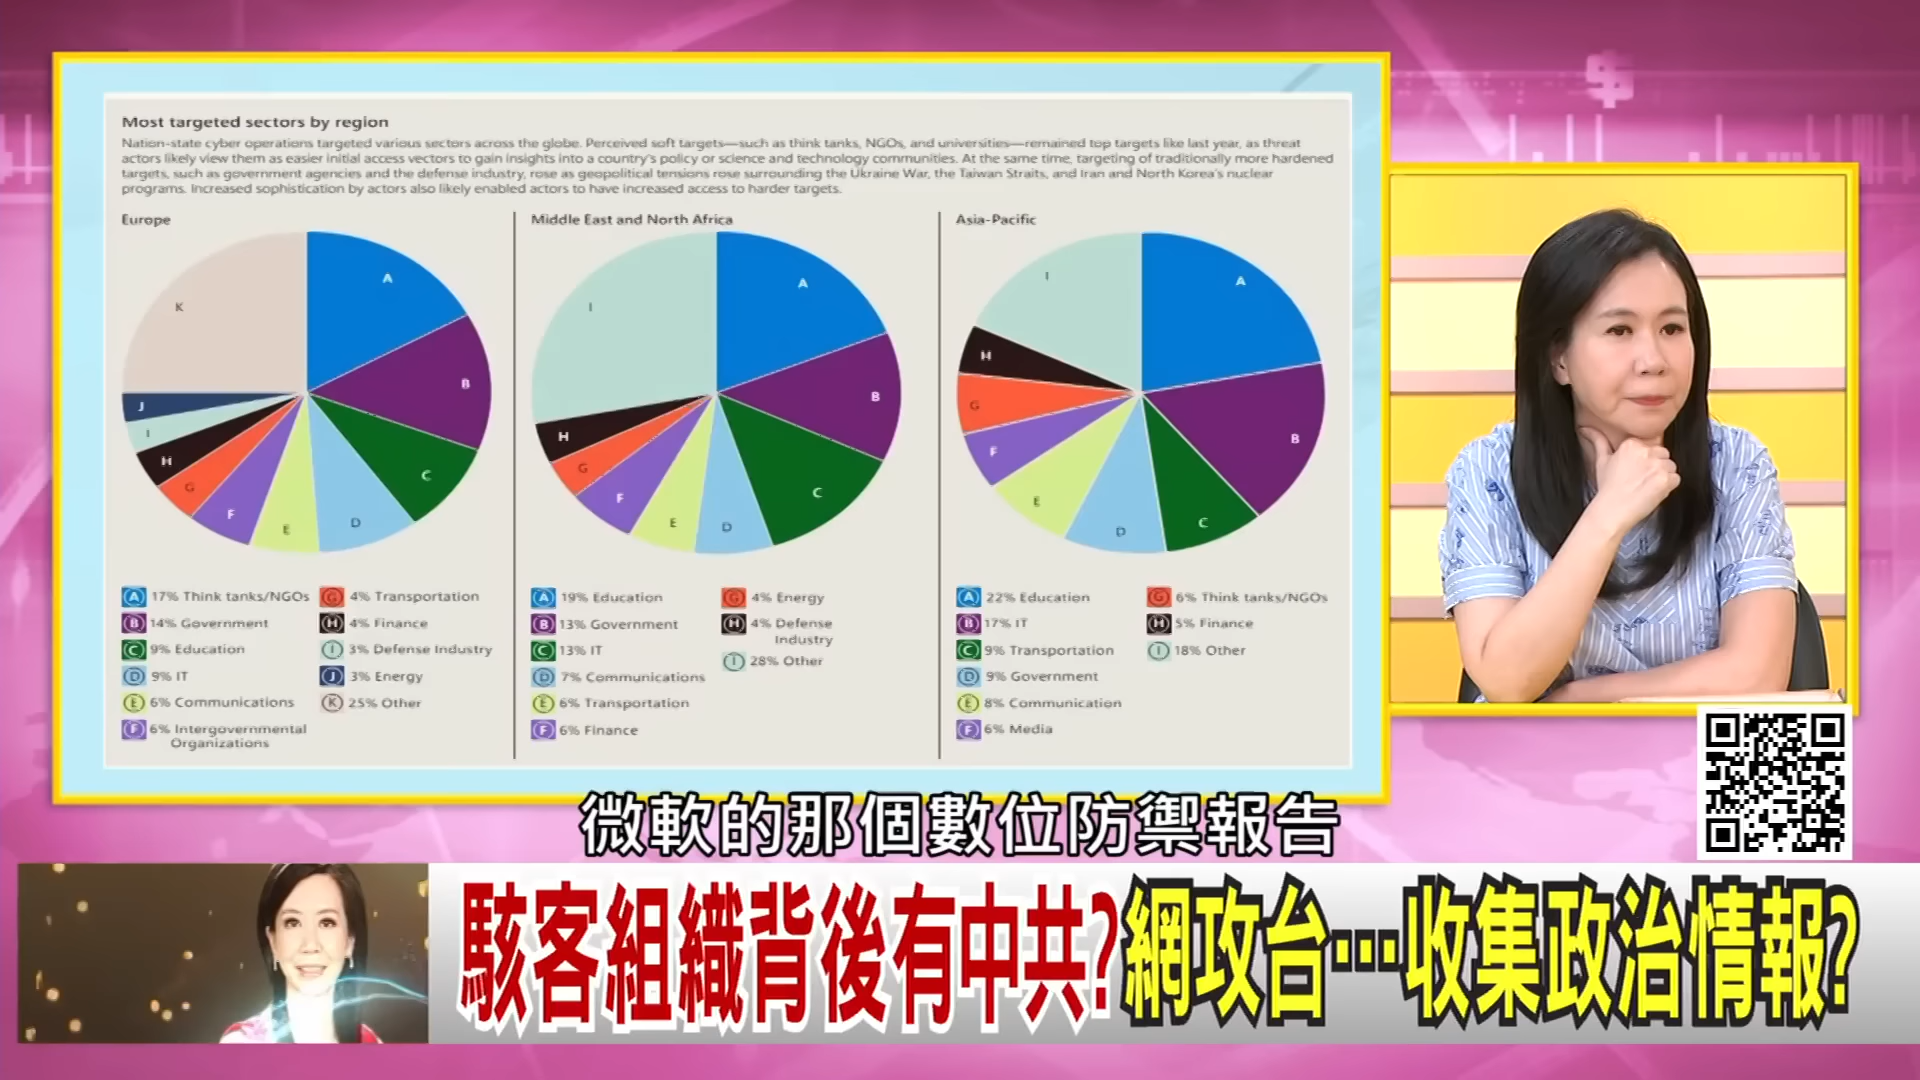 Most targeted sectors by region
Nation-state cyber operations targeted various sectors across the globe. Perceived soft targets—such as think tanks, NGOs, and universities—remained top targets like last year, as threat
actors likely view them as easier initial access vectors to gain insights into a country's policy or science and technology communities. At the same time, targeting of traditionally more hardened
targets, such as government agencies and the defense industry, rose as geopolitical tensions rose surrounding the Ukraine War, the Taiwan Straits, and Iran and North Korea's nuclear
programs. Increased sophistication by actors also likely enabled actors to have increased access to harder targets.
Europe
A
B
C
D
E
F
G
H
I
J
K
A 17% Think tanks/NGOs
B 14% Government
C 9% Education
D 9% IT
E 6% Communications
F 6% Intergovernmental
Organizations
G 4% Transportation
H 4% Finance
I 3% Defense Industry
J 3% Energy
K 25% Other
Middle East and North Africa
A
B
C
D
E
F
G
H
I
A 19% Education
B 13% Government
C 13% IT
D 7% Communications
E 6% Transportation
F 6% Finance
G 4% Energy
H 4% Defense
Industry
I 28% Other
Asia-Pacific
A
B
C
D
E
F
G
H
I
A 22% Education
B 17% IT
C 9% Transportation
D 9% Government
E 8% Communication
F 6% Media
G 6% Think tanks/NGOs
H 5% Finance
I 18% Other
$
微軟的那個數位防禦報告
駭客組織背後有中共?網攻台…收集政治情報?